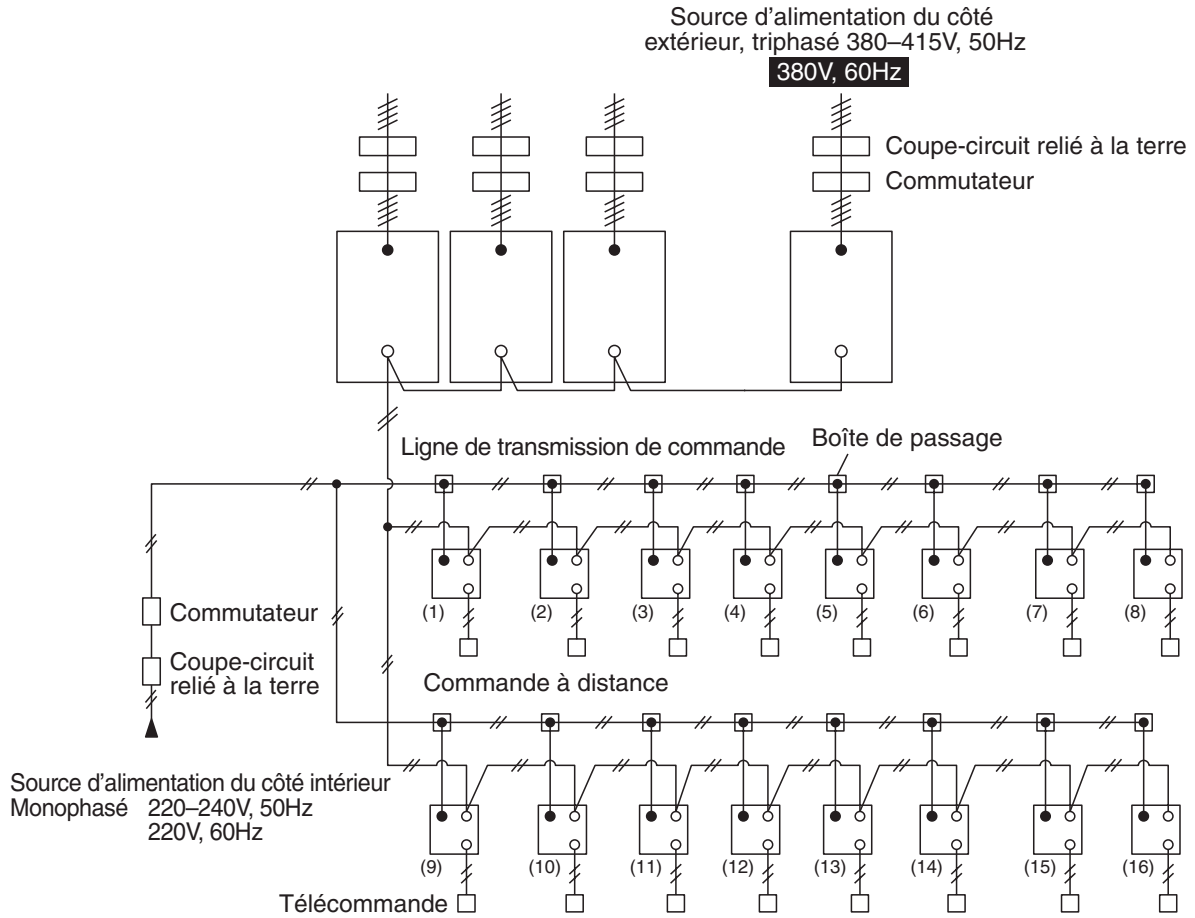 Source d'alimentation du côté
extérieur, triphasé 380–415V, 50Hz
380V, 60Hz
Coupe-circuit relié à la terre
Commutateur
Ligne de transmission de commande
Boîte de passage
(1)
(2)
(3)
(4)
(5)
(6)
(7)
(8)
Commutateur
Coupe-circuit
relié à la terre
Commande à distance
Source d'alimentation du côté intérieur
Monophasé 220–240V, 50Hz
220V, 60Hz
(9)
(10)
(11)
(12)
(13)
(14)
(15)
(16)
Télécommande